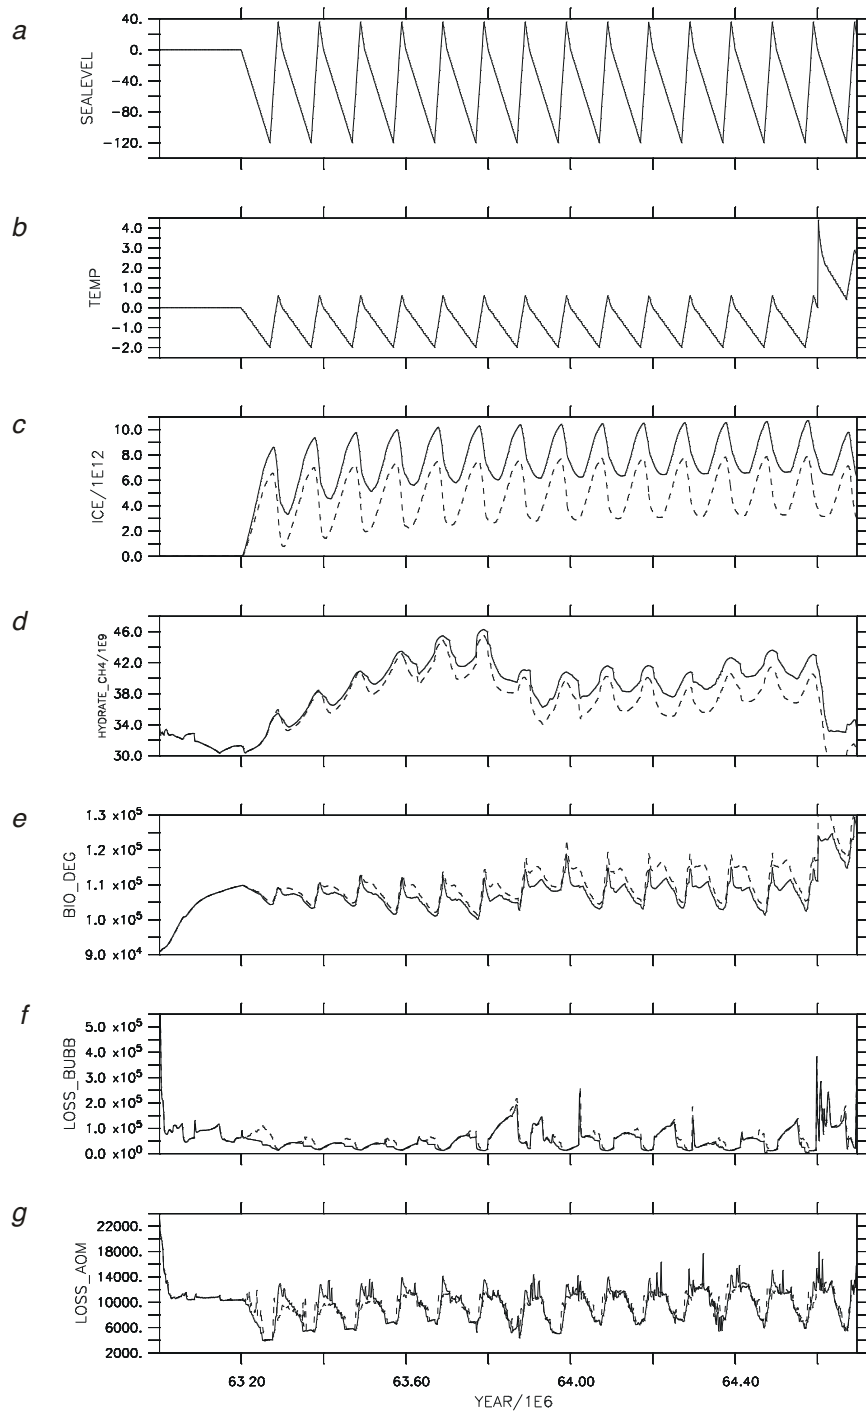 a
40.
0.
-40.
-80.
-120.
SEALEVEL
b
4.0
3.0
2.0
1.0
0.0
-1.0
-2.0
TEMP
c
10.0
8.0
6.0
4.0
2.0
0.0
ICE/1E12
d
46.0
42.0
38.0
34.0
30.0
HYDRATE_CH4/1E9
e
1.3 x10⁵
1.2 x10⁵
1.1 x10⁵
1.0 x10⁵
9.0 x10⁴
BIO_DEG
f
5.0 x10⁵
4.0 x10⁵
3.0 x10⁵
2.0 x10⁵
1.0 x10⁵
0.0 x10⁰
LOSS_BUBB
g
22000.
18000.
14000.
10000.
6000.
2000.
LOSS_AOM
63.20 63.60 64.00 64.40
YEAR/1E6